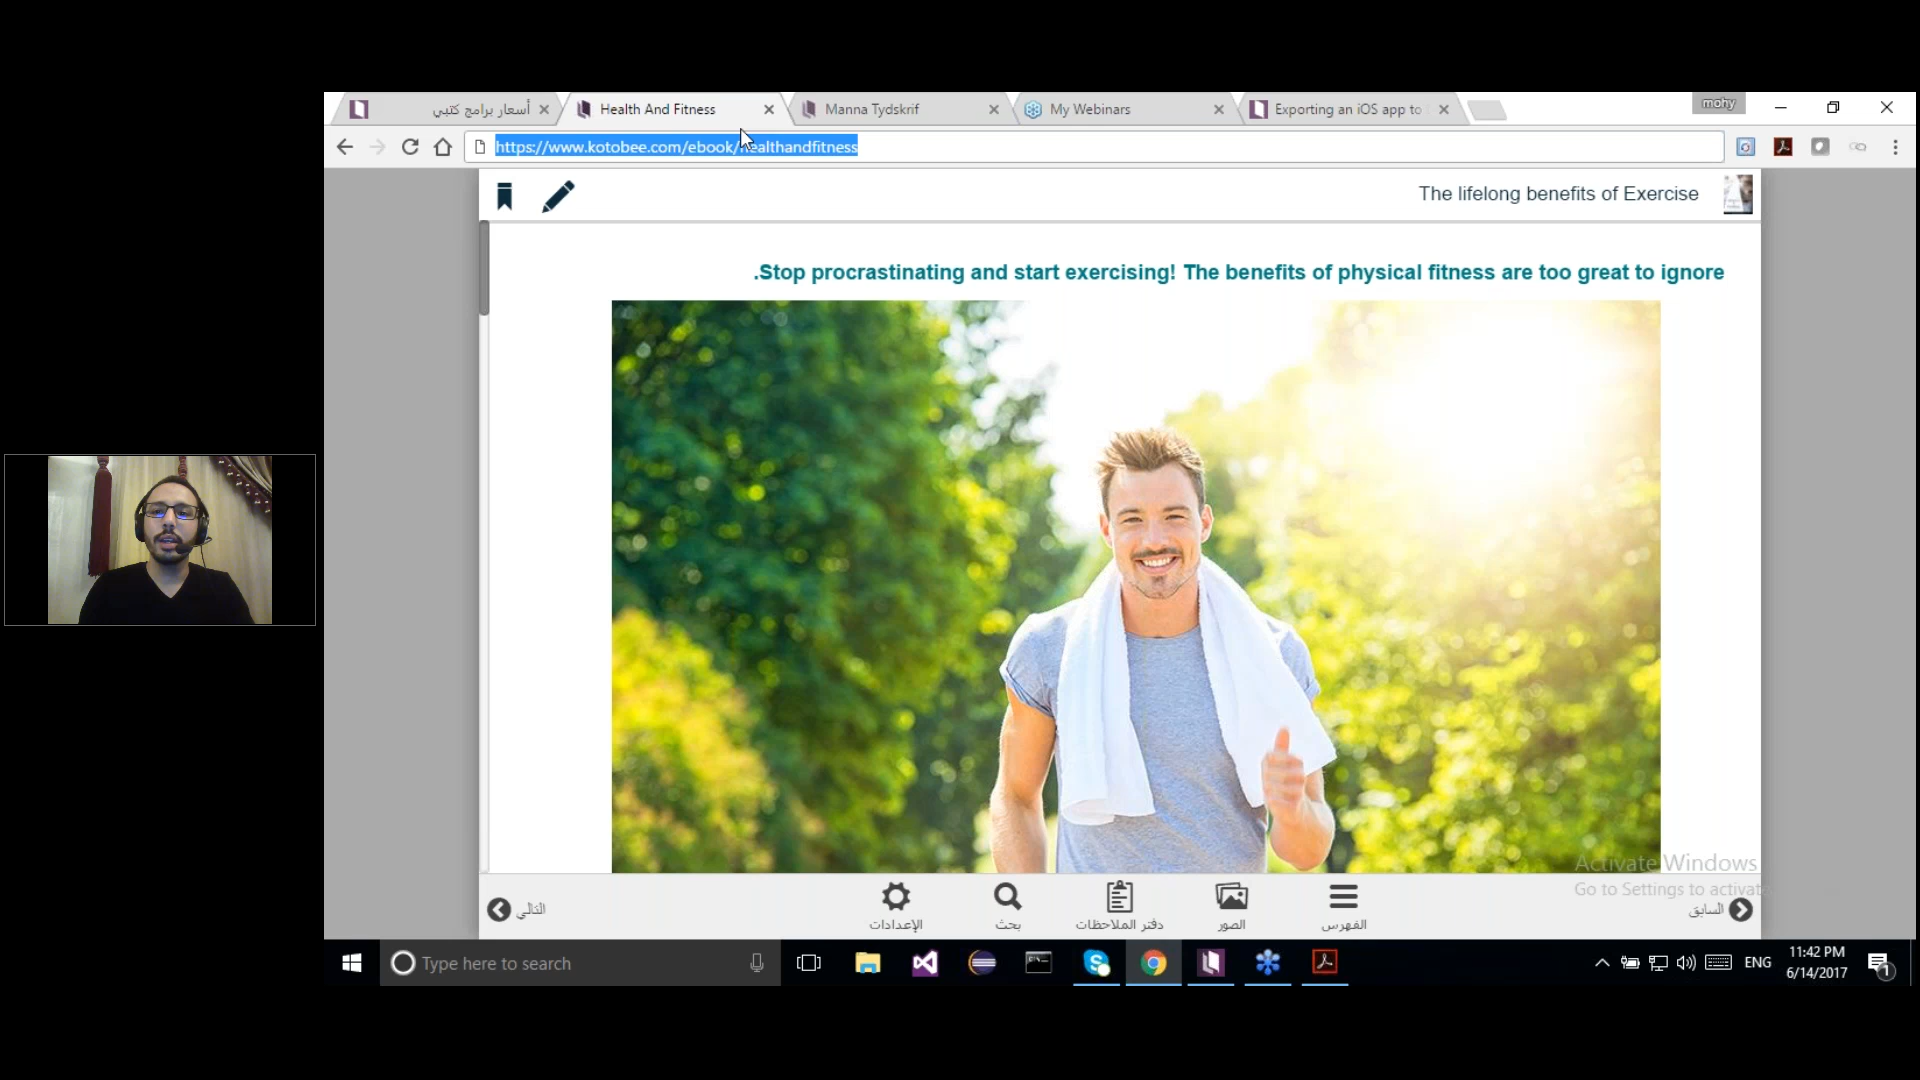 أسعار برامج كتبي
Health And Fitness
Manna Tydskrif
My Webinars
Exporting an iOS app to
mohy
https://www.kotobee.com/ebook/healthandfitness
The lifelong benefits of Exercise
.Stop procrastinating and start exercising! The benefits of physical fitness are too great to ignore
Activate Windows
Go to Settings to activat
التالي
الإعدادات
بحث
دفتر الملاحظات
الصور
الفهرس
السابق
Type here to search
ENG
11:42 PM
6/14/2017
1